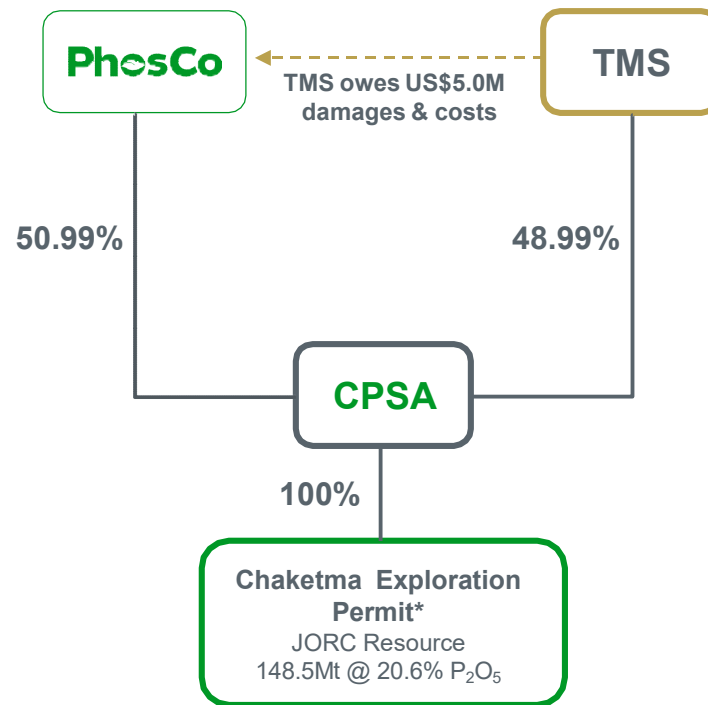 PhosCo
TMS
TMS owes US$5.0M
damages & costs
50.99%
48.99%
CPSA
100%
Chaketma Exploration
Permit*
JORC Resource
148.5Mt @ 20.6% P₂O₅